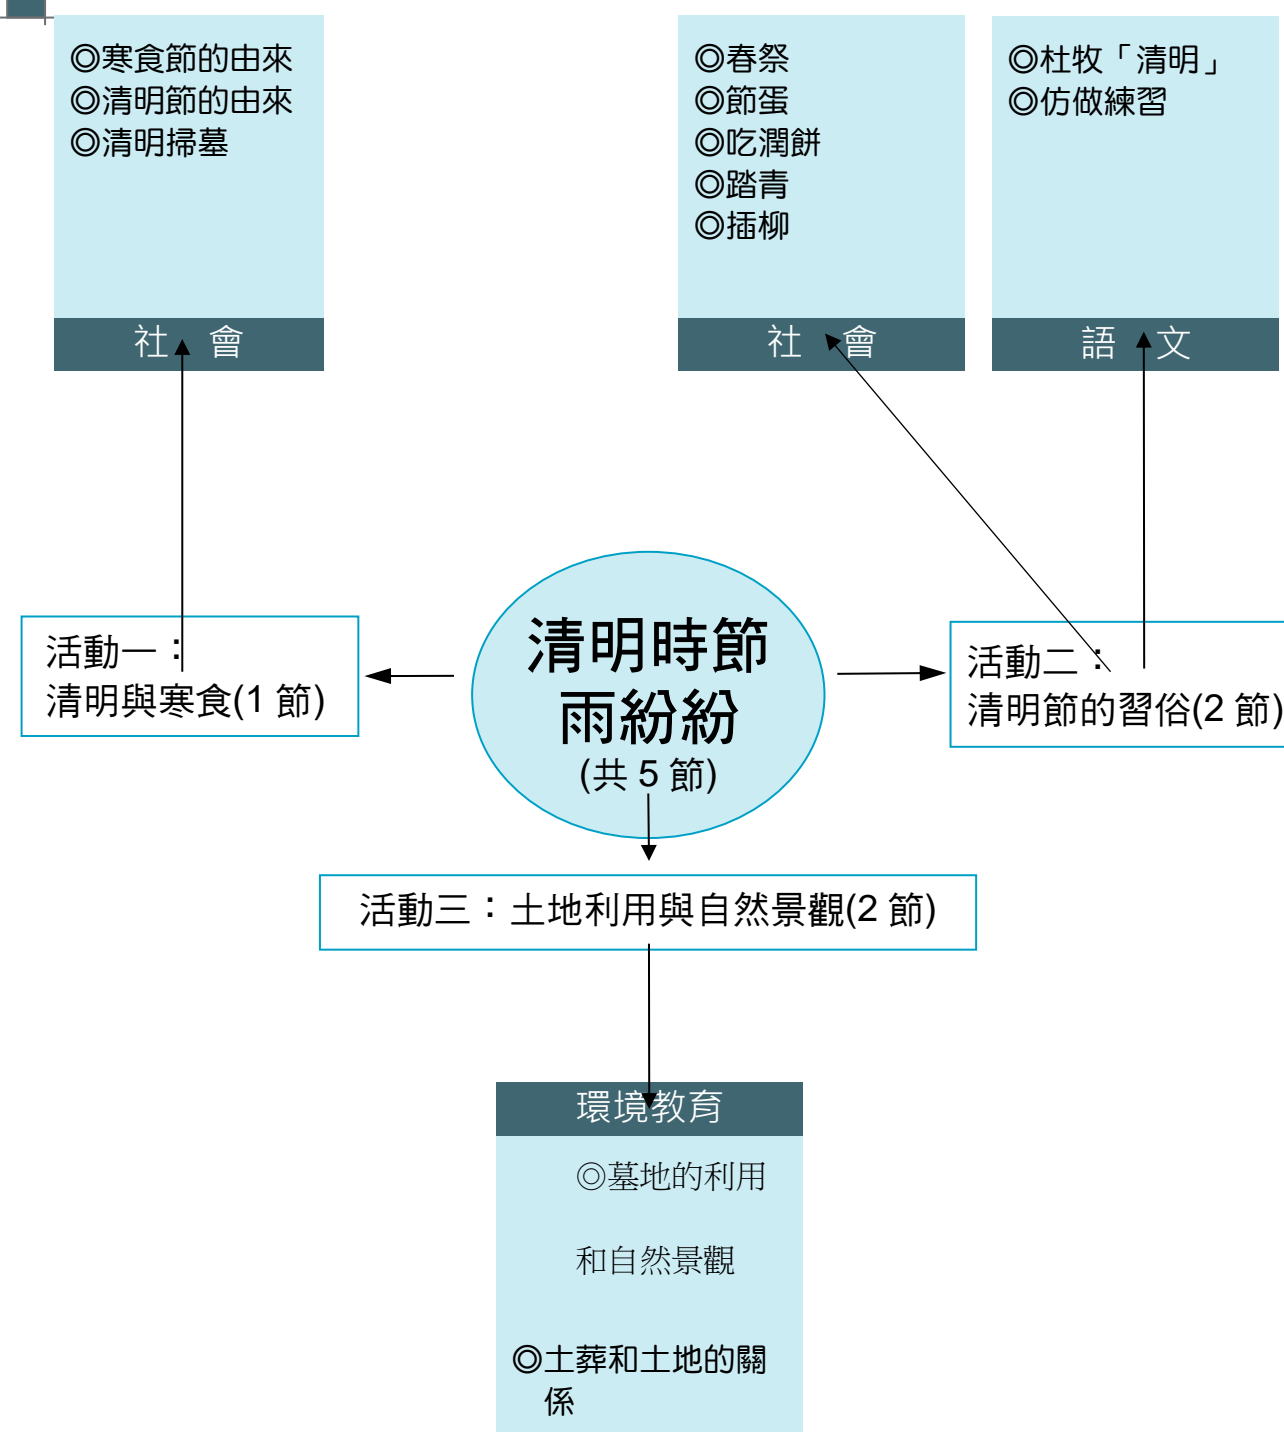 ◎寒食節的由來
◎清明節的由來
◎清明掃墓
社 會
◎春祭
◎節蛋
◎吃潤餅
◎踏青
◎插柳
社 會
◎杜牧「清明」
◎仿做練習
語 文
活動一：
清明與寒食(1 節)
清明時節
雨紛紛
(共 5 節)
活動二：
清明節的習俗(2 節)
活動三：土地利用與自然景觀(2 節)
環境教育
◎墓地的利用
和自然景觀
◎土葬和土地的關
係